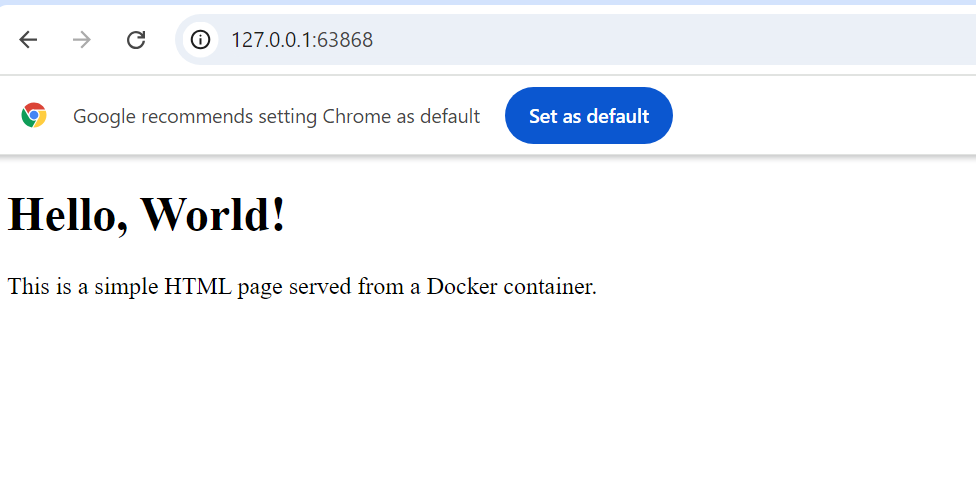 127.0.0.1:63868
Google recommends setting Chrome as default Set as default
Hello, World!
This is a simple HTML page served from a Docker container.